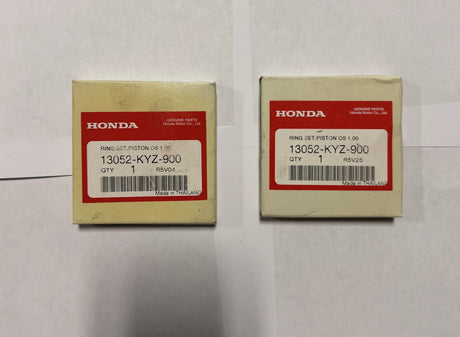 HONDA
GENUINE PARTS
Honda Motor Co., Ltd.
RING SET,PISTON OS 1.00
13052-KYZ-900
QTY 1 R5V04
Made in THAILAND
HONDA
GENUINE PARTS
Honda Motor Co., Ltd.
RING SET,PISTON OS 1.00
13052-KYZ-900
QTY 1 R5V25
Made in THAILAND